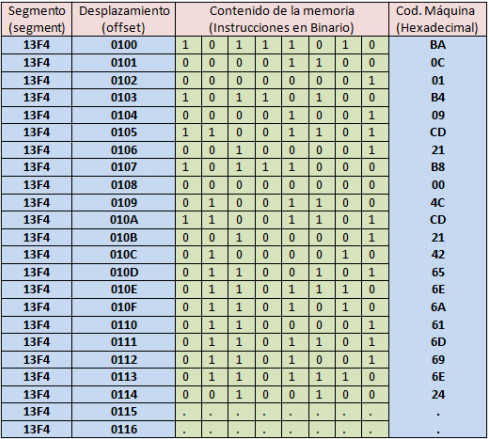 Segmento Desplazamiento Contenido de la memoria Cod. Máquina
(segment) (offset) (Instrucciones en Binario) (Hexadecimal)
13F4 0100 1 0 1 1 1 0 1 0 BA
13F4 0101 0 0 0 0 1 1 0 0 0C
13F4 0102 0 0 0 0 0 0 0 1 01
13F4 0103 1 0 1 1 0 1 0 0 B4
13F4 0104 0 0 0 0 1 0 0 1 09
13F4 0105 1 1 0 0 1 1 0 1 CD
13F4 0106 0 0 1 0 0 0 0 1 21
13F4 0107 1 0 1 1 1 0 0 0 B8
13F4 0108 0 0 0 0 0 0 0 0 00
13F4 0109 0 1 0 0 1 1 0 0 4C
13F4 010A 1 1 0 0 1 1 0 1 CD
13F4 010B 0 0 1 0 0 0 0 1 21
13F4 010C 0 1 0 0 0 0 1 0 42
13F4 010D 0 1 1 0 0 1 0 1 65
13F4 010E 0 1 1 0 1 1 1 0 6E
13F4 010F 0 1 1 0 1 0 1 0 6A
13F4 0110 0 1 1 0 0 0 0 1 61
13F4 0111 0 1 1 0 1 1 0 1 6D
13F4 0112 0 1 1 0 1 0 0 1 69
13F4 0113 0 1 1 0 1 1 1 0 6E
13F4 0114 0 0 1 0 0 1 0 0 24
13F4 0115 . . . . . . . . .
13F4 0116 . . . . . . . . .